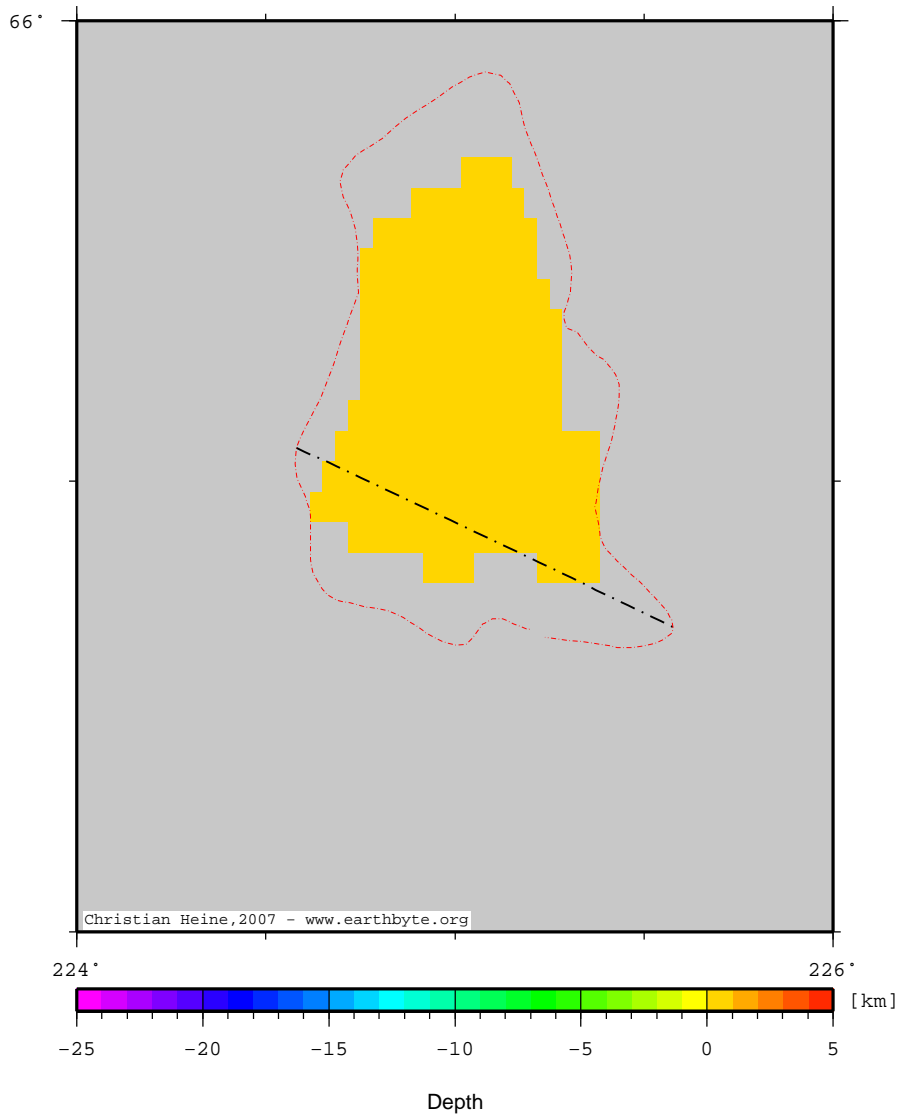 66°
Christian Heine,2007 - www.earthbyte.org
224° 226°
[km]
-25 -20 -15 -10 -5 0 5
Depth